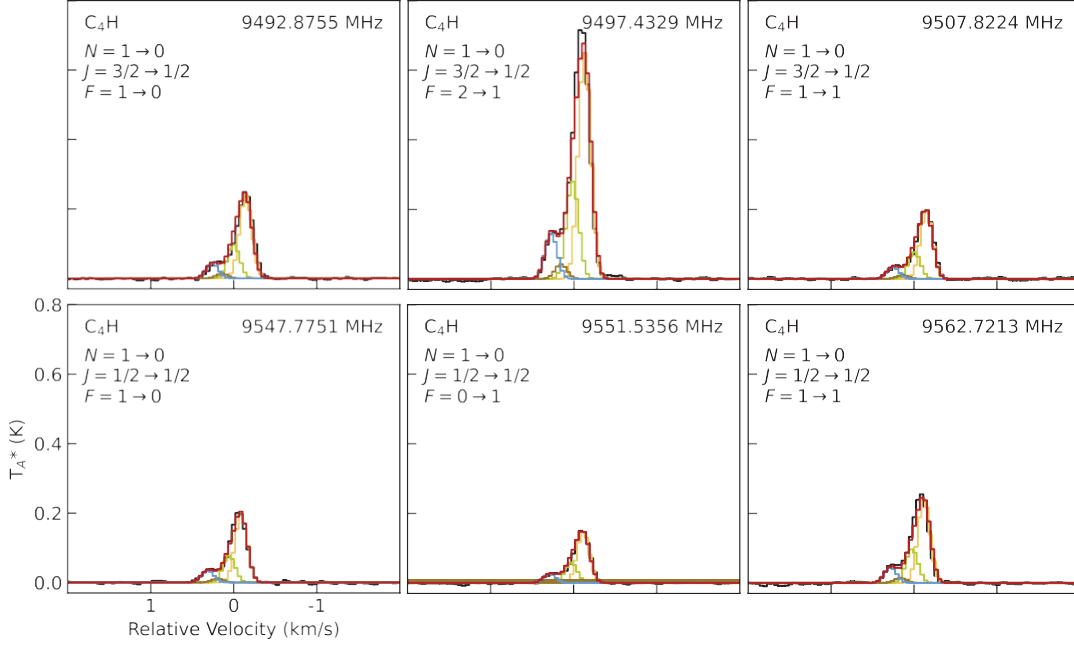 C₄H 9492.8755 MHz
N = 1 → 0
J = 3/2 → 1/2
F = 1 → 0
C₄H 9497.4329 MHz
N = 1 → 0
J = 3/2 → 1/2
F = 2 → 1
C₄H 9507.8224 MHz
N = 1 → 0
J = 3/2 → 1/2
F = 1 → 1
C₄H 9547.7751 MHz
N = 1 → 0
J = 1/2 → 1/2
F = 1 → 0
C₄H 9551.5356 MHz
N = 1 → 0
J = 1/2 → 1/2
F = 0 → 1
C₄H 9562.7213 MHz
N = 1 → 0
J = 1/2 → 1/2
F = 1 → 1
0.8
0.6
0.4
0.2
0.0
T_A* (K)
1 0 -1
Relative Velocity (km/s)